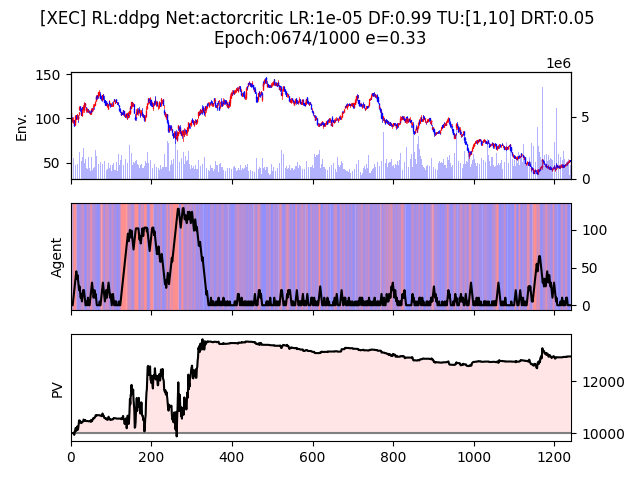 [XEC] RL:ddpg Net:actorcritic LR:1e-05 DF:0.99 TU:[1,10] DRT:0.05
Epoch:0674/1000 e=0.33
1e6
150
100
50
Env.
5
0
Agent
100
50
0
PV
12000
10000
0 200 400 600 800 1000 1200